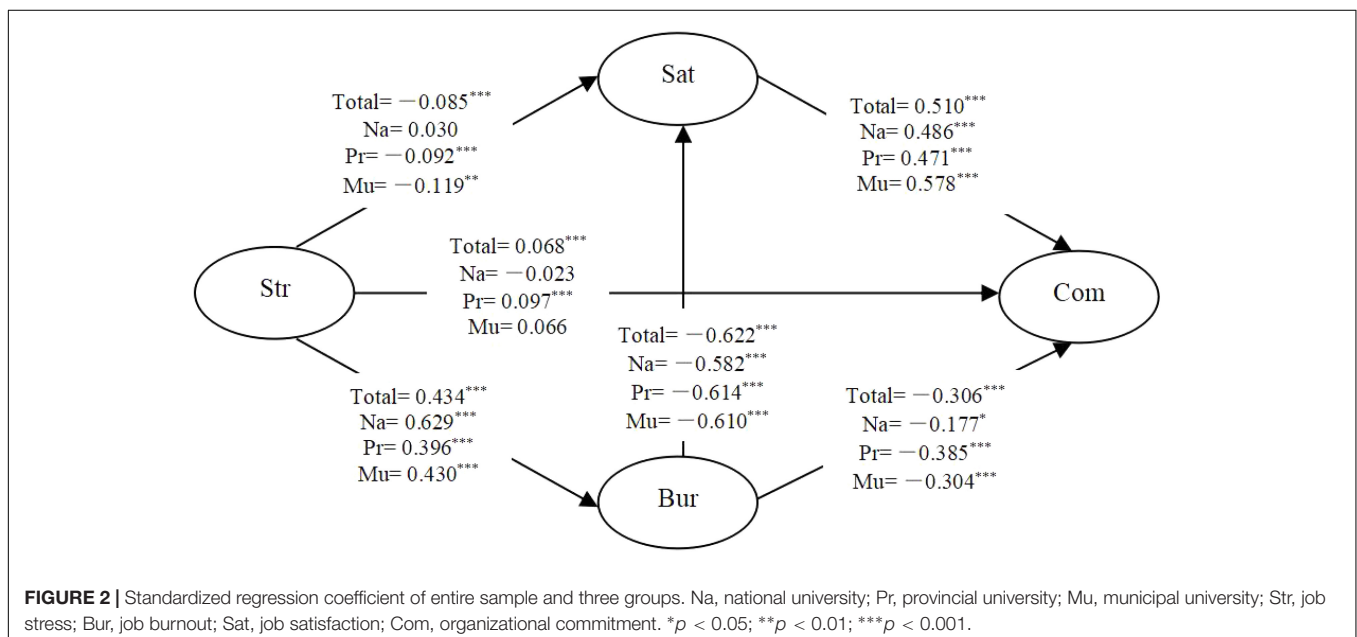 Sat
Total= −0.085***
Na= 0.030
Pr= −0.092***
Mu= −0.119**
Total= 0.510***
Na= 0.486***
Pr= 0.471***
Mu= 0.578***
Str
Total= 0.068***
Na= −0.023
Pr= 0.097***
Mu= 0.066
Com
Total= −0.622***
Na= −0.582***
Pr= −0.614***
Mu= −0.610***
Total= 0.434***
Na= 0.629***
Pr= 0.396***
Mu= 0.430***
Total= −0.306***
Na= −0.177*
Pr= −0.385***
Mu= −0.304***
Bur
FIGURE 2 | Standardized regression coefficient of entire sample and three groups. Na, national university; Pr, provincial university; Mu, municipal university; Str, job
stress; Bur, job burnout; Sat, job satisfaction; Com, organizational commitment. *p < 0.05; **p < 0.01; ***p < 0.001.